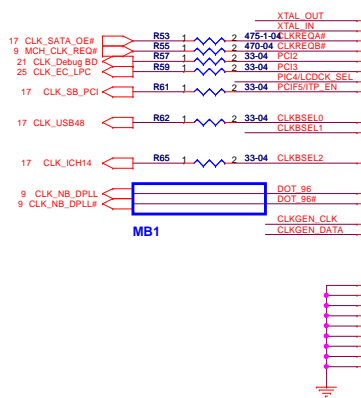 XTAL_OUT
XTAL_IN
17 CLK_SATA_OE# R53 1 2 475-1-04 CLKREQA#
9 MCH_CLK_REQ# R55 1 2 470-04 CLKREQB#
21 CLK_Debug BD R57 1 2 33-04 PCI2
25 CLK_EC_LPC R59 1 2 33-04 PCI3
PIC4/LCDCK_SEL
17 CLK_SB_PCI R61 1 2 33-04 PCIF5/ITP_EN
17 CLK_USB48 R62 1 2 33-04 CLKBSEL0
CLKBSEL1
17 CLK_ICH14 R65 1 2 33-04 CLKBSEL2
9 CLK_NB_DPLL DOT_96
9 CLK_NB_DPLL# DOT_96#
CLKGEN_CLK
MB1 CLKGEN_DATA